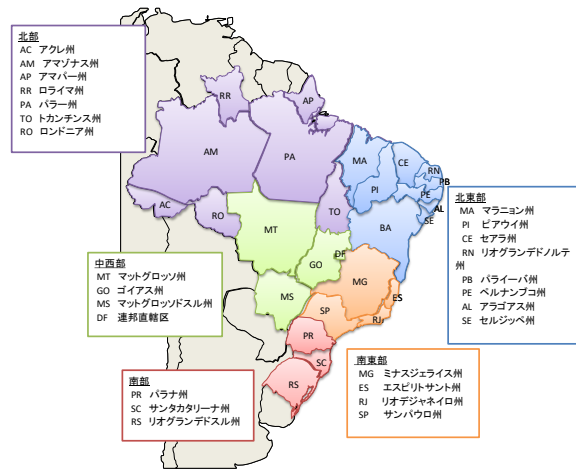 北部
AC アクレ州
AM アマゾナス州
AP アマパー州
RR ロライマ州
PA パラー州
TO トカンチンス州
RO ロンドニア州
RR
AP
AM
PA
MA
CE
RN
PB
PI
PE
AL
SE
AC
RO
TO
BA
MT
GO
DF
MG
ES
MS
SP
RJ
PR
SC
RS
北東部
MA マラニョン州
PI ピアウイ州
CE セアラ州
RN リオグランデドノルテ
州
PB パライーバ州
PE ペルナンブコ州
AL アラゴアス州
SE セルジッペ州
中西部
MT マットグロッソ州
GO ゴイアス州
MS マットグロッソドスル州
DF 連邦直轄区
南部
PR パラナ州
SC サンタカタリーナ州
RS リオグランデドスル州
南東部
MG ミナスジェライス州
ES エスピリトサント州
RJ リオデジャネイロ州
SP サンパウロ州